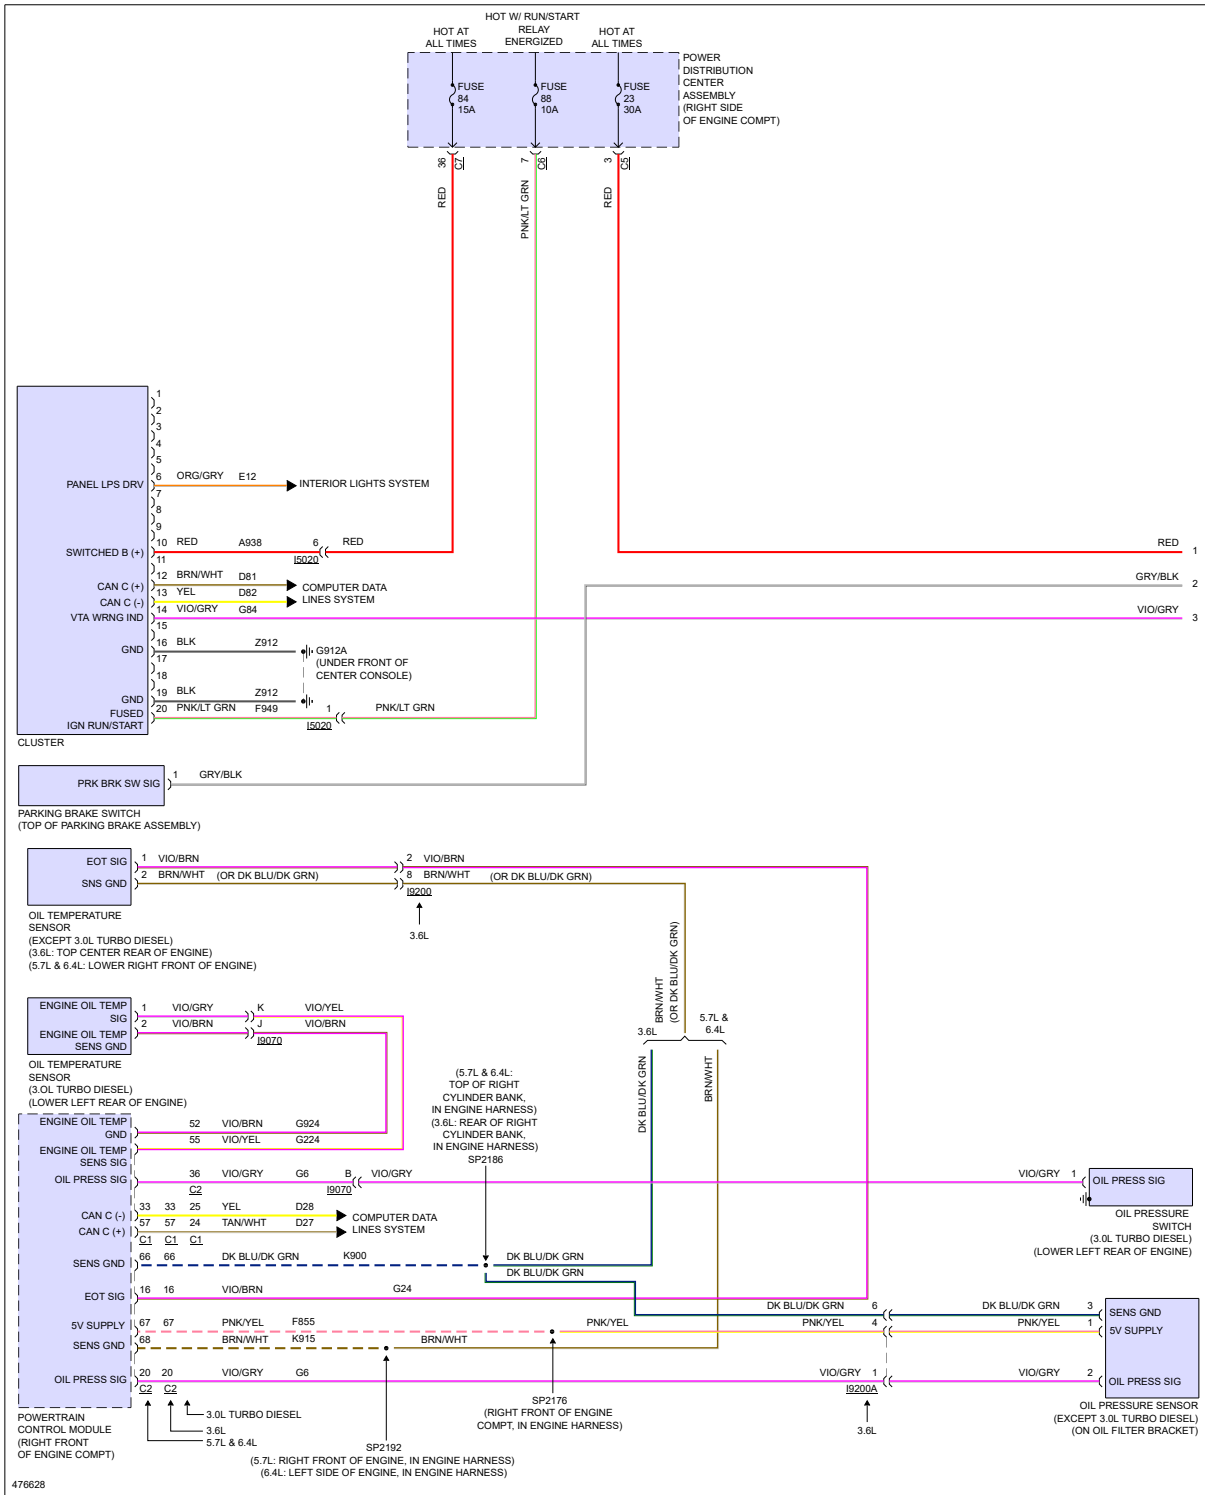 HOT AT
ALL TIMES
HOT W/ RUN/START
RELAY
ENERGIZED
HOT AT
ALL TIMES
FUSE
84
15A
FUSE
88
10A
FUSE
23
30A
POWER
DISTRIBUTION
CENTER
ASSEMBLY
(RIGHT SIDE
OF ENGINE COMPT)
36
C7
7
C6
3
C5
RED
PNK/LT GRN
RED
1
2
3
4
5
6
7
8
9
10
11
12
13
14
15
16
17
18
19
20
PANEL LPS DRV
ORG/GRY E12
INTERIOR LIGHTS SYSTEM
SWITCHED B (+)
RED A938 6 RED
I5020
CAN C (+)
BRN/WHT D81
CAN C (-)
YEL D82
COMPUTER DATA
LINES SYSTEM
VTA WRNG IND
VIO/GRY G84
GND
BLK Z912
G912A
(UNDER FRONT OF
CENTER CONSOLE)
GND
BLK Z912
FUSED
IGN RUN/START
PNK/LT GRN F949 1 PNK/LT GRN
I5020
CLUSTER
RED 1
GRY/BLK 2
VIO/GRY 3
PRK BRK SW SIG
1 GRY/BLK
PARKING BRAKE SWITCH
(TOP OF PARKING BRAKE ASSEMBLY)
EOT SIG
1 VIO/BRN 2 VIO/BRN
SNS GND
2 BRN/WHT (OR DK BLU/DK GRN) 8 BRN/WHT (OR DK BLU/DK GRN)
I9200
3.6L
OIL TEMPERATURE
SENSOR
(EXCEPT 3.0L TURBO DIESEL)
(3.6L: TOP CENTER REAR OF ENGINE)
(5.7L & 6.4L: LOWER RIGHT FRONT OF ENGINE)
BRN/WHT
(OR DK BLU/DK GRN)
3.6L
5.7L &
6.4L
DK BLU/DK GRN
BRN/WHT
ENGINE OIL TEMP
SIG
1 VIO/GRY K VIO/YEL
ENGINE OIL TEMP
SENS GND
2 VIO/BRN J VIO/BRN
I9070
OIL TEMPERATURE
SENSOR
(3.OL TURBO DIESEL)
(LOWER LEFT REAR OF ENGINE)
(5.7L & 6.4L:
TOP OF RIGHT
CYLINDER BANK,
IN ENGINE HARNESS)
(3.6L: REAR OF RIGHT
CYLINDER BANK,
IN ENGINE HARNESS)
SP2186
ENGINE OIL TEMP
GND
52 VIO/BRN G924
ENGINE OIL TEMP
SENS SIG
55 VIO/YEL G224
OIL PRESS SIG
36 VIO/GRY G6 B VIO/GRY
C2
I9070
VIO/GRY 1
OIL PRESS SIG
OIL PRESSURE
SWITCH
(3.0L TURBO DIESEL)
(LOWER LEFT REAR OF ENGINE)
CAN C (-)
33 33 25 YEL D28
CAN C (+)
57 57 24 TAN/WHT D27
C1 C1 C1
COMPUTER DATA
LINES SYSTEM
SENS GND
66 66 DK BLU/DK GRN K900
DK BLU/DK GRN
DK BLU/DK GRN
EOT SIG
16 16 VIO/BRN G24
DK BLU/DK GRN 6 DK BLU/DK GRN 3
SENS GND
5V SUPPLY
67 67 PNK/YEL F855
PNK/YEL PNK/YEL 4 PNK/YEL 1
5V SUPPLY
SENS GND
68 BRN/WHT K915 BRN/WHT
OIL PRESS SIG
20 20 VIO/GRY G6
C2 C2
VIO/GRY 1 VIO/GRY 2
OIL PRESS SIG
I9200A
3.6L
OIL PRESSURE SENSOR
(EXCEPT 3.0L TURBO DIESEL)
(ON OIL FILTER BRACKET)
SP2176
(RIGHT FRONT OF ENGINE
COMPT, IN ENGINE HARNESS)
3.0L TURBO DIESEL
3.6L
5.7L & 6.4L
POWERTRAIN
CONTROL MODULE
(RIGHT FRONT
OF ENGINE COMPT)
SP2192
(5.7L: RIGHT FRONT OF ENGINE, IN ENGINE HARNESS)
(6.4L: LEFT SIDE OF ENGINE, IN ENGINE HARNESS)
476628